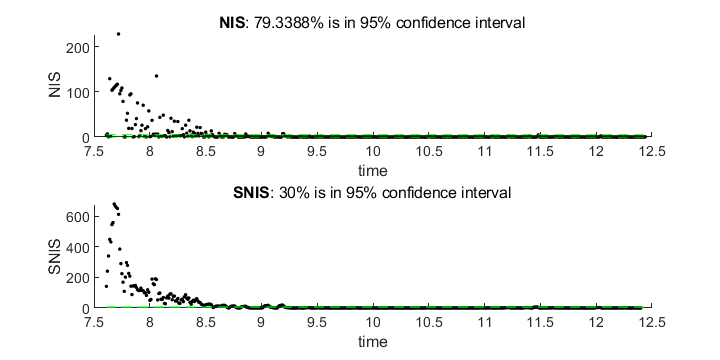 NIS: 79.3388% is in 95% confidence interval
200
100
0
NIS
7.5 8 8.5 9 9.5 10 10.5 11 11.5 12 12.5
time
SNIS: 30% is in 95% confidence interval
600
400
200
0
SNIS
7.5 8 8.5 9 9.5 10 10.5 11 11.5 12 12.5
time